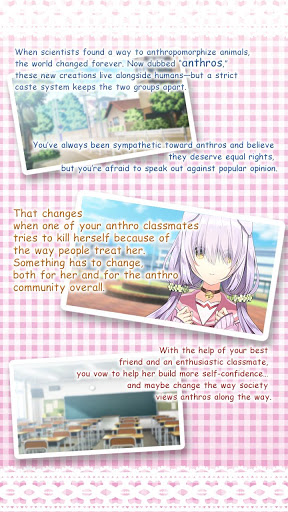 When scientists found a way to anthropomorphize animals,
the world changed forever. Now dubbed "anthros,"
these new creations live alongside humans—but a strict
caste system keeps the two groups apart.
You've always been sympathetic toward anthros and believe
they deserve equal rights,
but you're afraid to speak out against popular opinion.
That changes
when one of your anthro classmates
tries to kill herself because of
the way people treat her.
Something has to change,
both for her and for the anthro
community overall.
With the help of your best
friend and an enthusiastic classmate,
you vow to help her build more self-confidence...
and maybe change the way society
views anthros along the way.